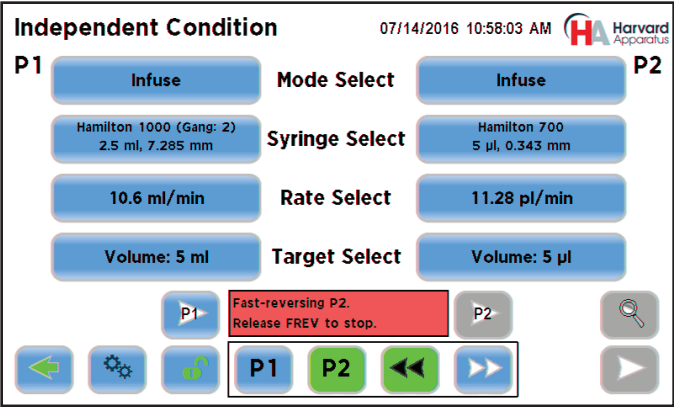 Independent Condition
07/14/2016 10:58:03 AM
HA Harvard
Apparatus
P1
P2
Infuse
Mode Select
Infuse
Hamilton 1000 (Gang: 2)
2.5 ml, 7.285 mm
Syringe Select
Hamilton 700
5 µl, 0.343 mm
10.6 ml/min
Rate Select
11.28 pl/min
Volume: 5 ml
Target Select
Volume: 5 µl
P1
Fast-reversing P2.
Release FREV to stop.
P2
P1
P2